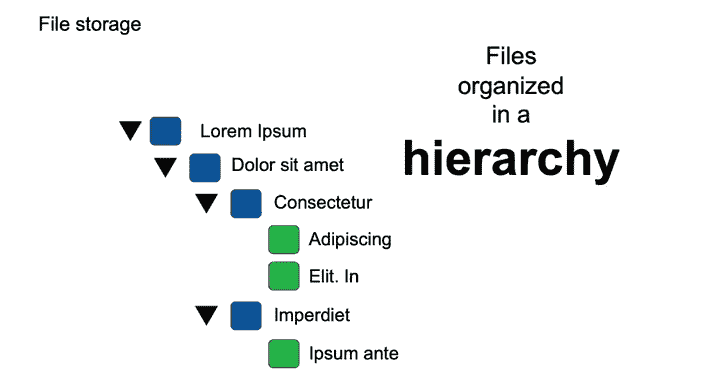 File storage
Files
organized
in a
hierarchy
Lorem Ipsum
Dolor sit amet
Consectetur
Adipiscing
Elit. In
Imperdiet
Ipsum ante